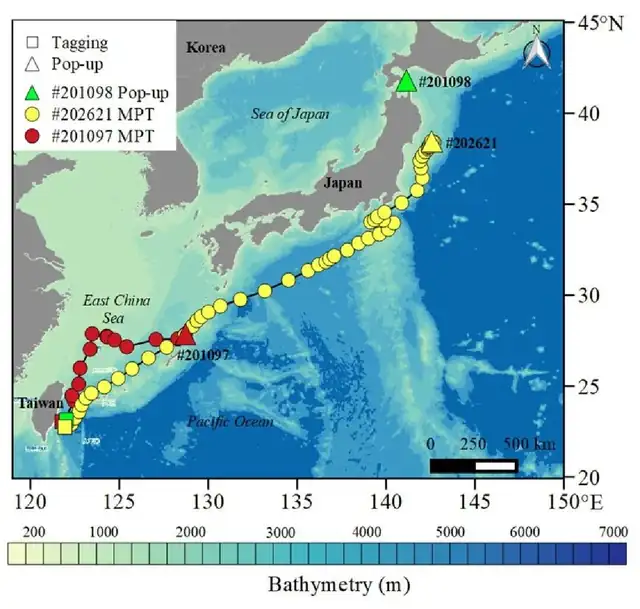 45°N
N
Tagging
Pop-up
#201098 Pop-up
#202621 MPT
#201097 MPT
Korea
Sea of Japan
#201098
40
#202621
Japan
35
East China
Sea
30
#201097
Taiwan
25
Pacific Ocean
0 250 500 km
20
120 125 130 135 140 145 150°E
200 1000 2000 3000 4000 5000 6000 7000
Bathymetry (m)